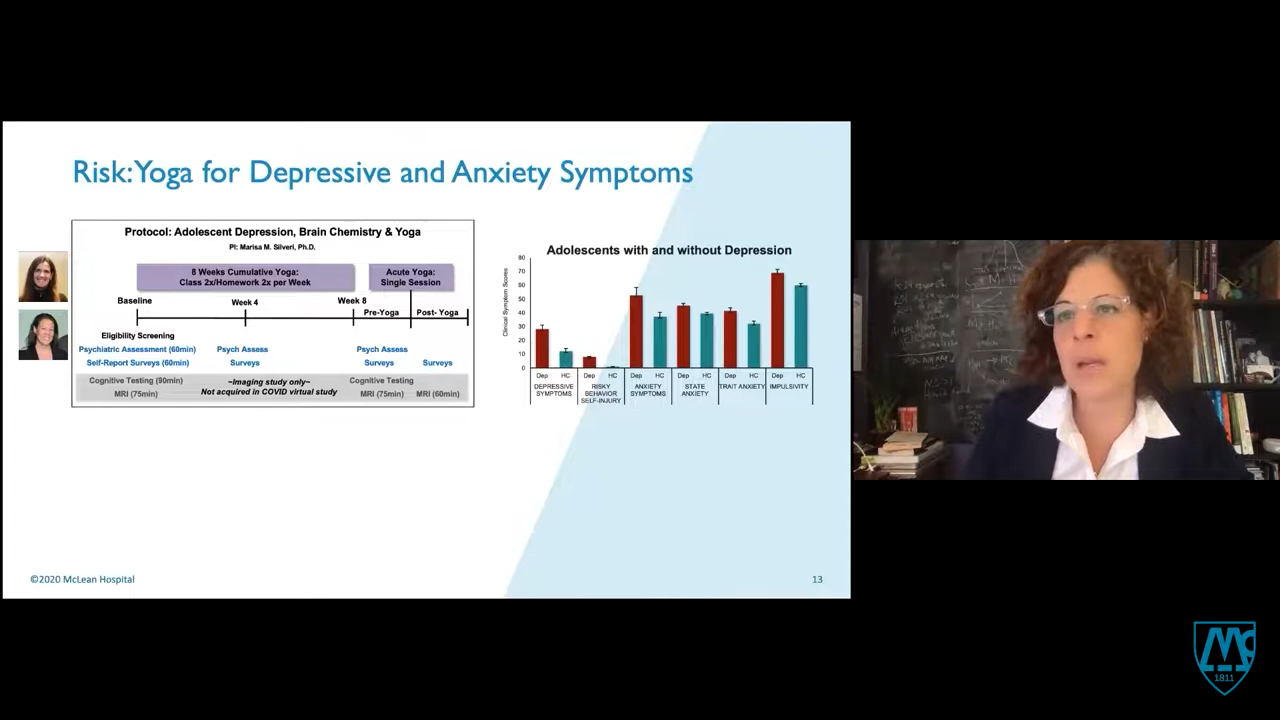 Risk: Yoga for Depressive and Anxiety Symptoms
Protocol: Adolescent Depression, Brain Chemistry & Yoga
PI: Marisa M. Silveri, Ph.D.
8 Weeks Cumulative Yoga:
Class 2x/Homework 2x per Week
Acute Yoga:
Single Session
Baseline
Week 4
Week 8
Pre-Yoga
Post- Yoga
Eligibility Screening
Psychiatric Assessment (60min)
Psych Assess
Psych Assess
Self-Report Surveys (60min)
Surveys
Surveys
Surveys
Cognitive Testing (90min)
~Imaging study only~
Cognitive Testing
MRI (75min)
Not acquired in COVID virtual study
MRI (75min)
MRI (60min)
Adolescents with and without Depression
Clinical Symptom Scores
80
70
60
50
40
30
20
10
0
Dep HC Dep HC Dep HC Dep HC Dep HC Dep HC
DEPRESSIVE
SYMPTOMS
RISKY
BEHAVIOR
SELF-INJURY
ANXIETY
SYMPTOMS
STATE
ANXIETY
TRAIT ANXIETY
IMPULSIVITY
©2020 McLean Hospital
13
Mc
1811